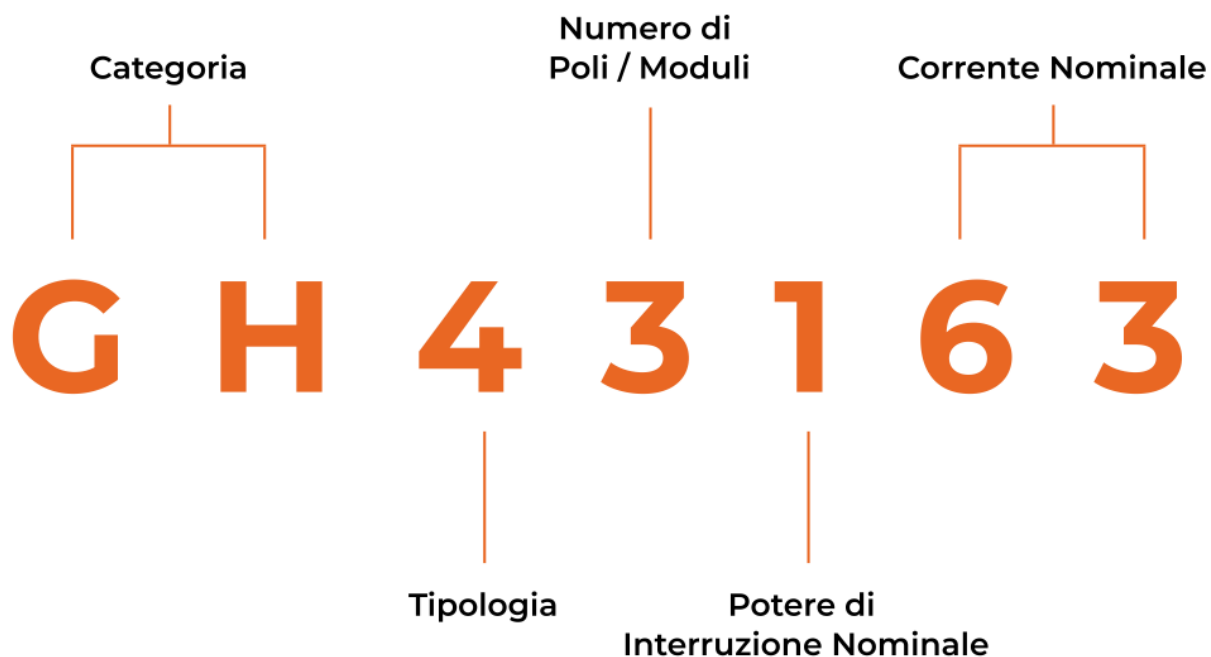 Numero di
Poli / Moduli
Categoria
Corrente Nominale
G H 4 3 1 6 3
Tipologia
Potere di
Interruzione Nominale